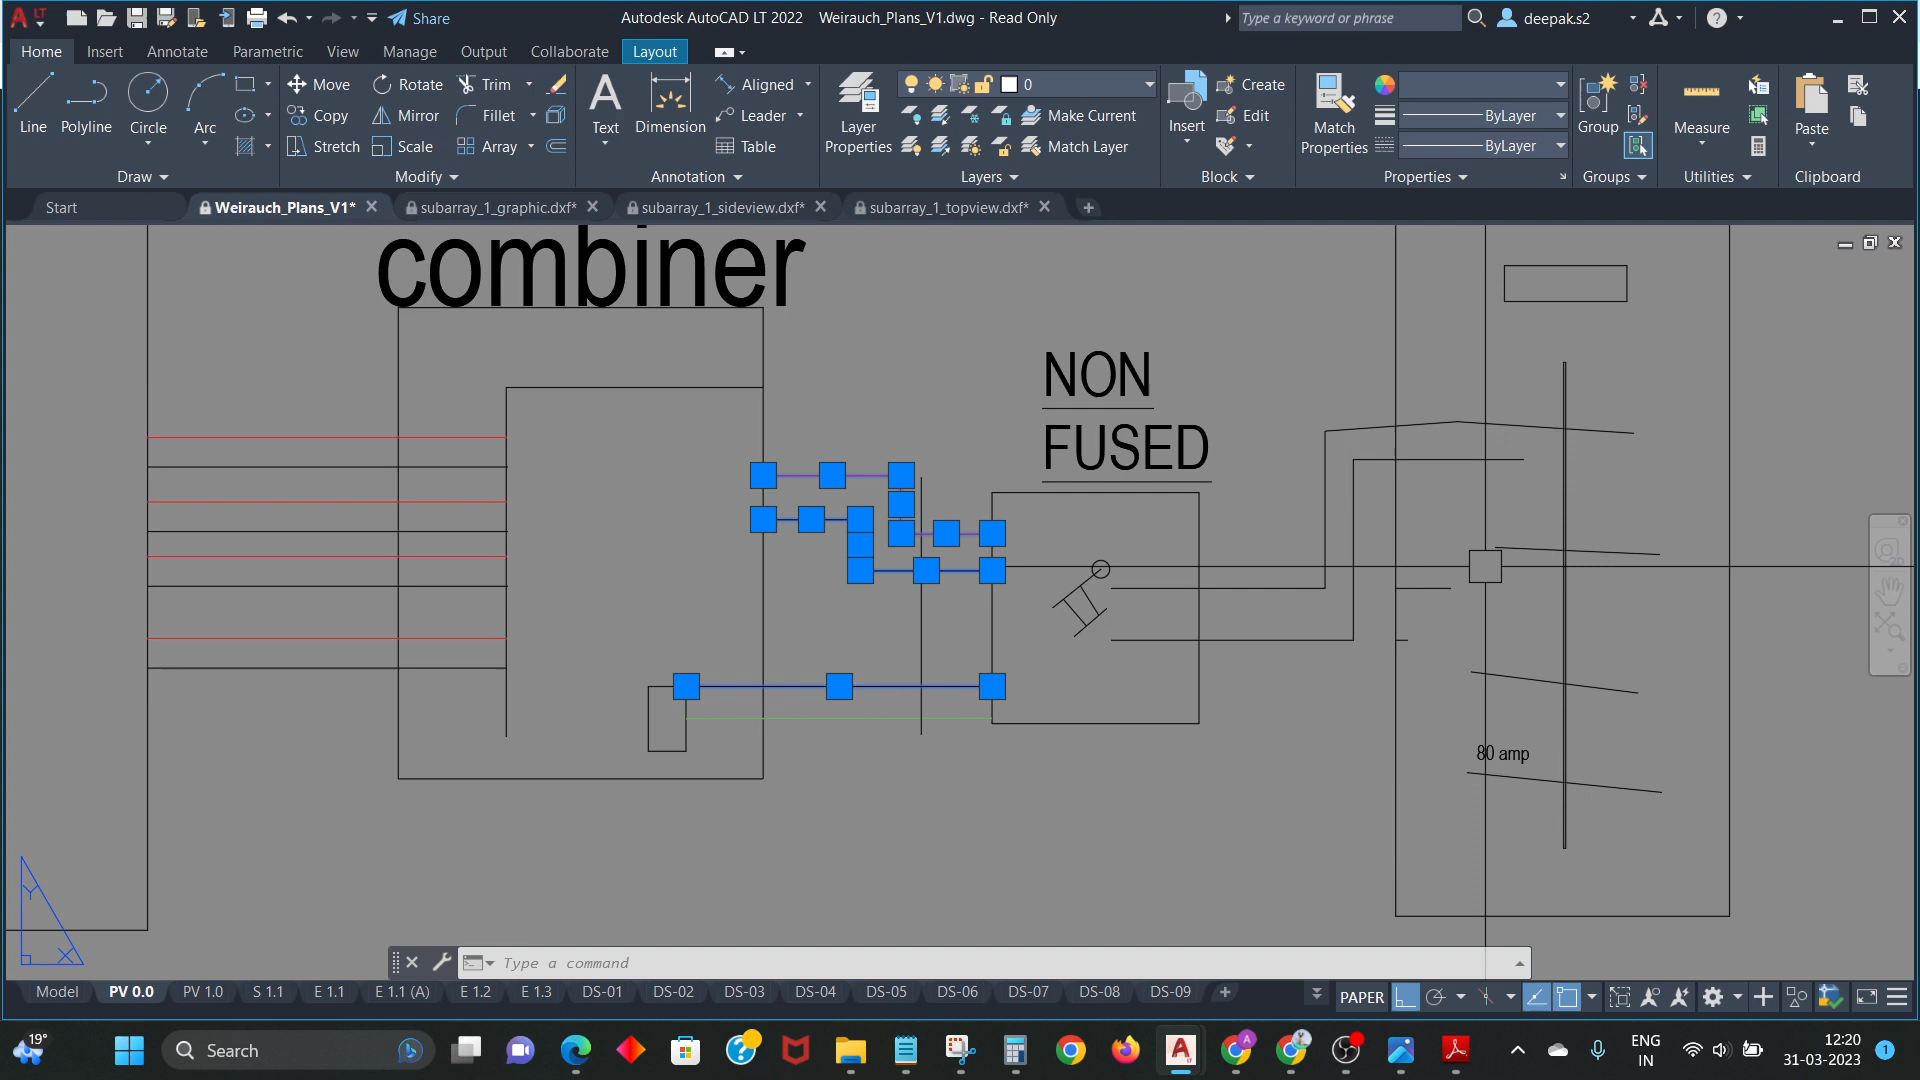 Share
Autodesk AutoCAD LT 2022 Weirauch_Plans_V1.dwg - Read Only
Type a keyword or phrase
deepak.s2
Home Insert Annotate Parametric View Manage Output Collaborate Layout
Line Polyline Circle Arc
Move Rotate Trim
Copy Mirror Fillet
Stretch Scale Array
Text Dimension
Aligned
Leader
Table
Layer Properties
0
Make Current
Match Layer
Insert
Create
Edit
Match Properties
ByLayer
ByLayer
Group
Measure
Paste
Draw Modify Annotation Layers Block Properties Groups Utilities Clipboard
Start Weirauch_Plans_V1* subarray_1_graphic.dxf* subarray_1_sideview.dxf* subarray_1_topview.dxf*
combiner
NON
FUSED
80 amp
Y
X
Type a command
Model PV 0.0 PV 1.0 S 1.1 E 1.1 E 1.1 (A) E 1.2 E 1.3 DS-01 DS-02 DS-03 DS-04 DS-05 DS-06 DS-07 DS-08 DS-09
PAPER
19°
Search
ENG
IN
12:20
31-03-2023
1